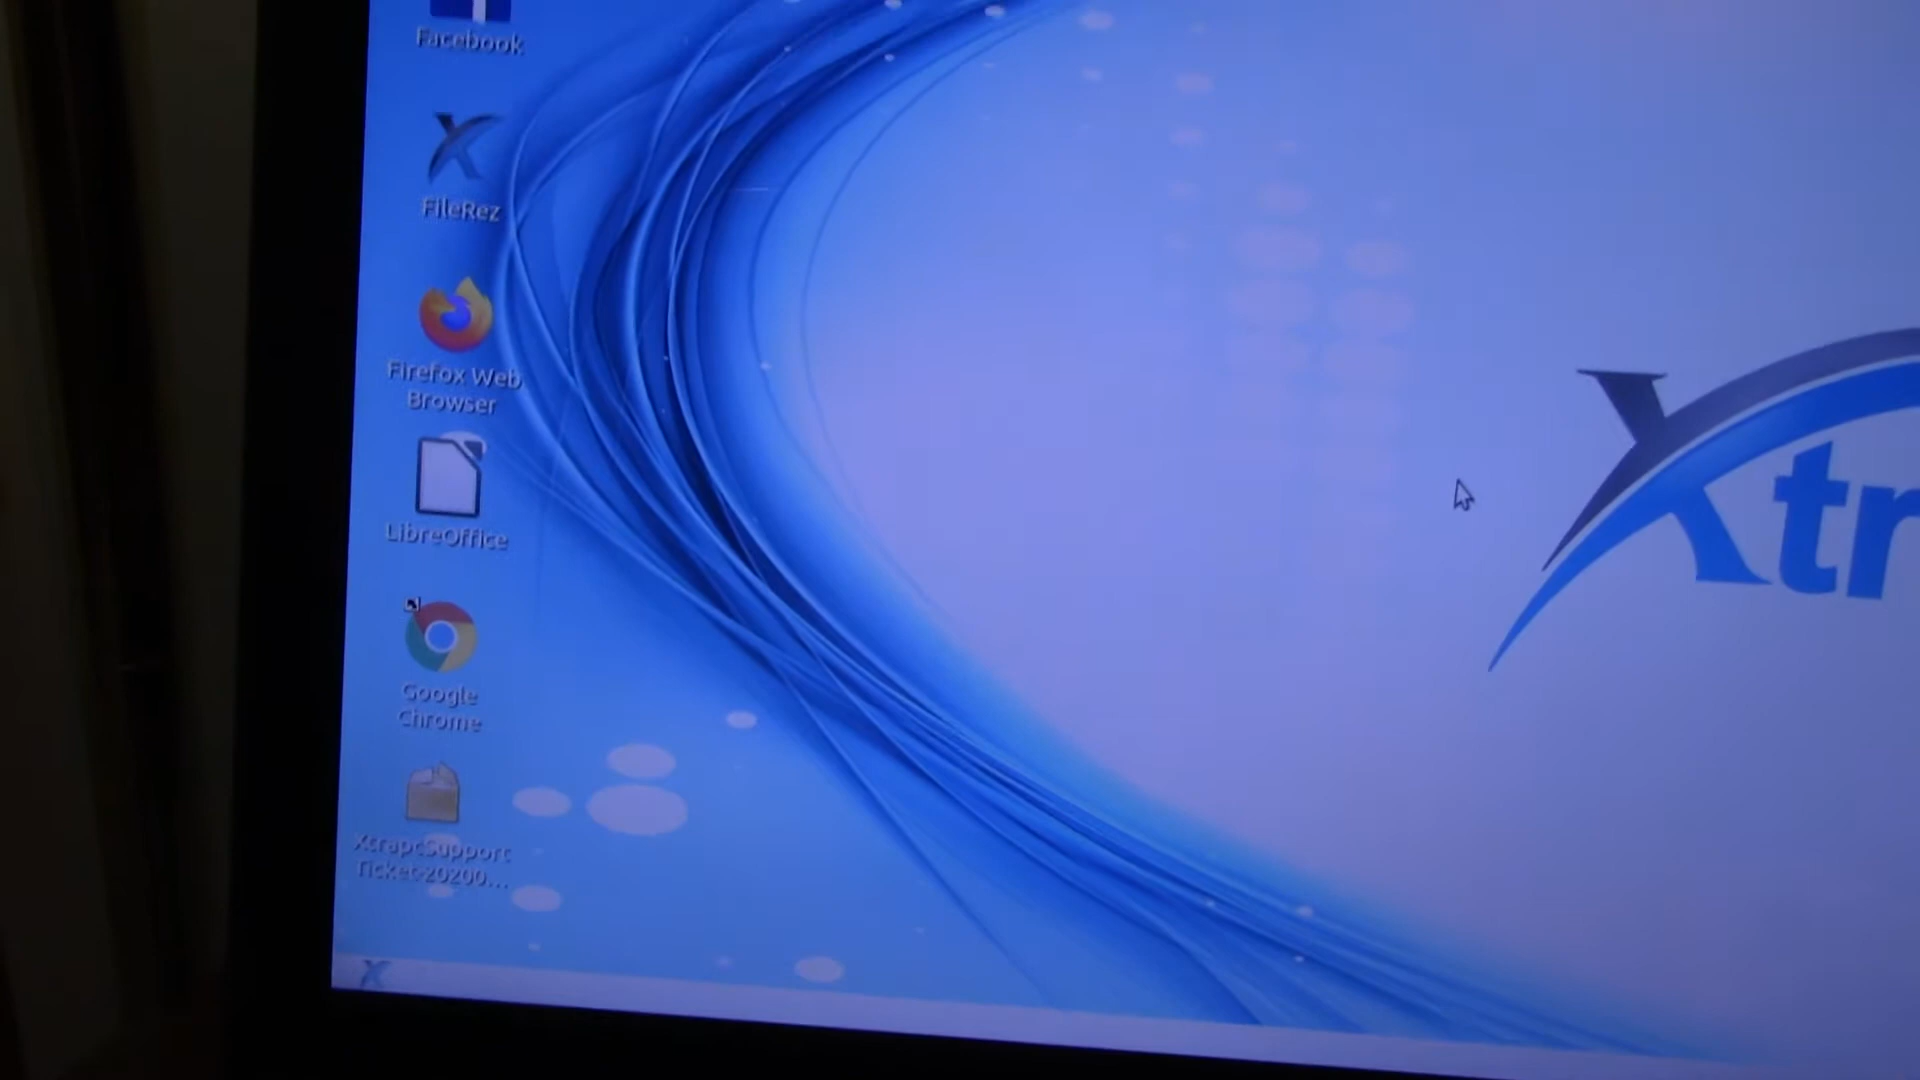 Facebook
FileRez
Firefox Web
Browser
LibreOffice
Google
Chrome
XtrapcSupport
Ticket-20200...
Xtr